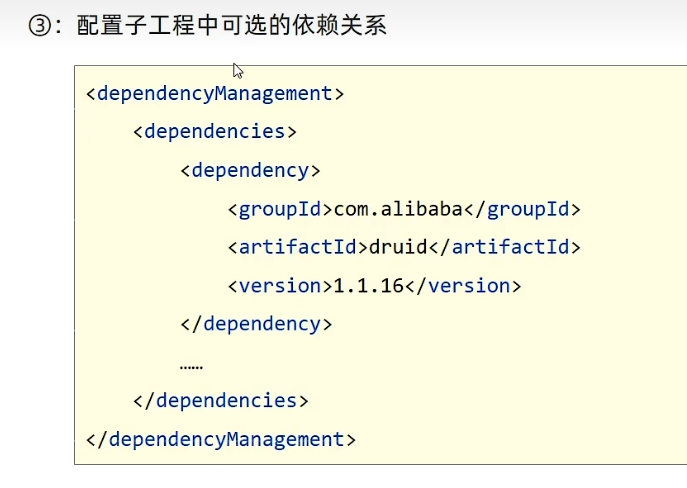 ③：配置子工程中可选的依赖关系
<dependencyManagement>
    <dependencies>
        <dependency>
            <groupId>com.alibaba</groupId>
            <artifactId>druid</artifactId>
            <version>1.1.16</version>
        </dependency>
        ……
    </dependencies>
</dependencyManagement>